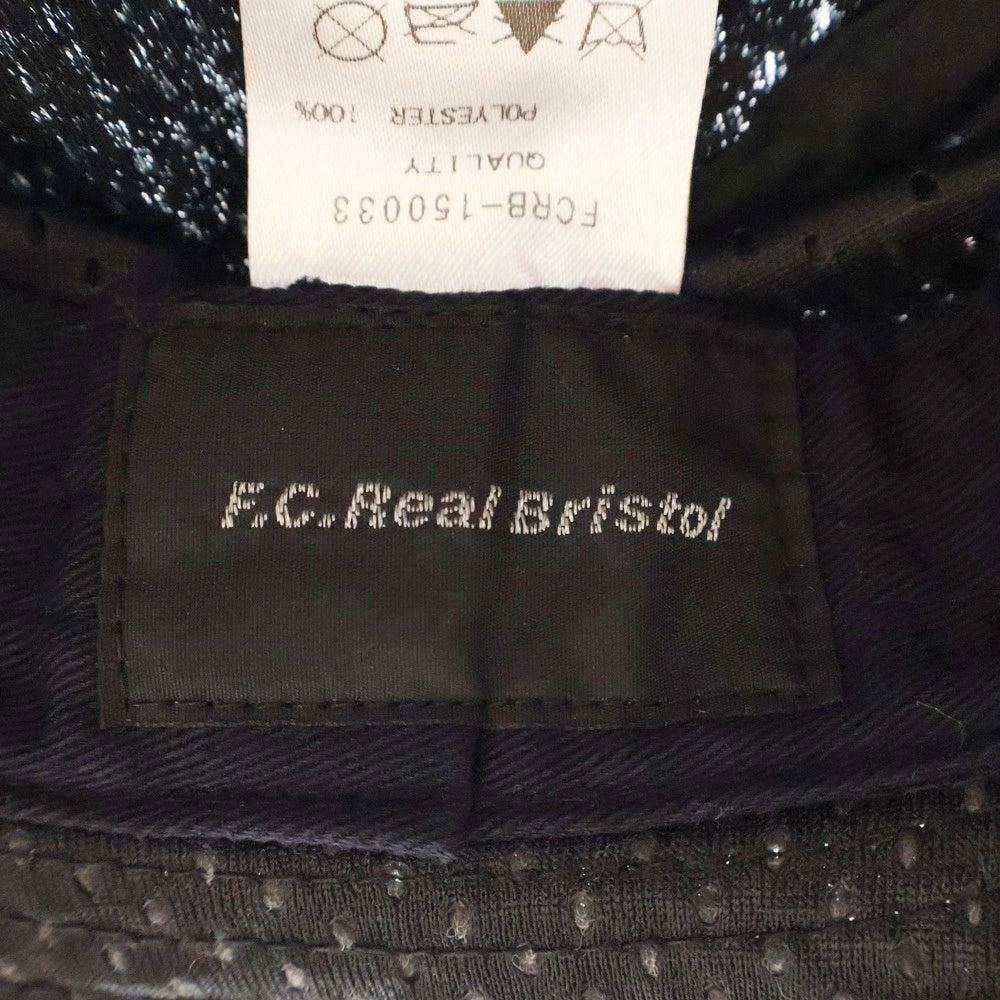 FCRB-150033
QUALITY
POLYESTER 100%
F.C.Real Bristol